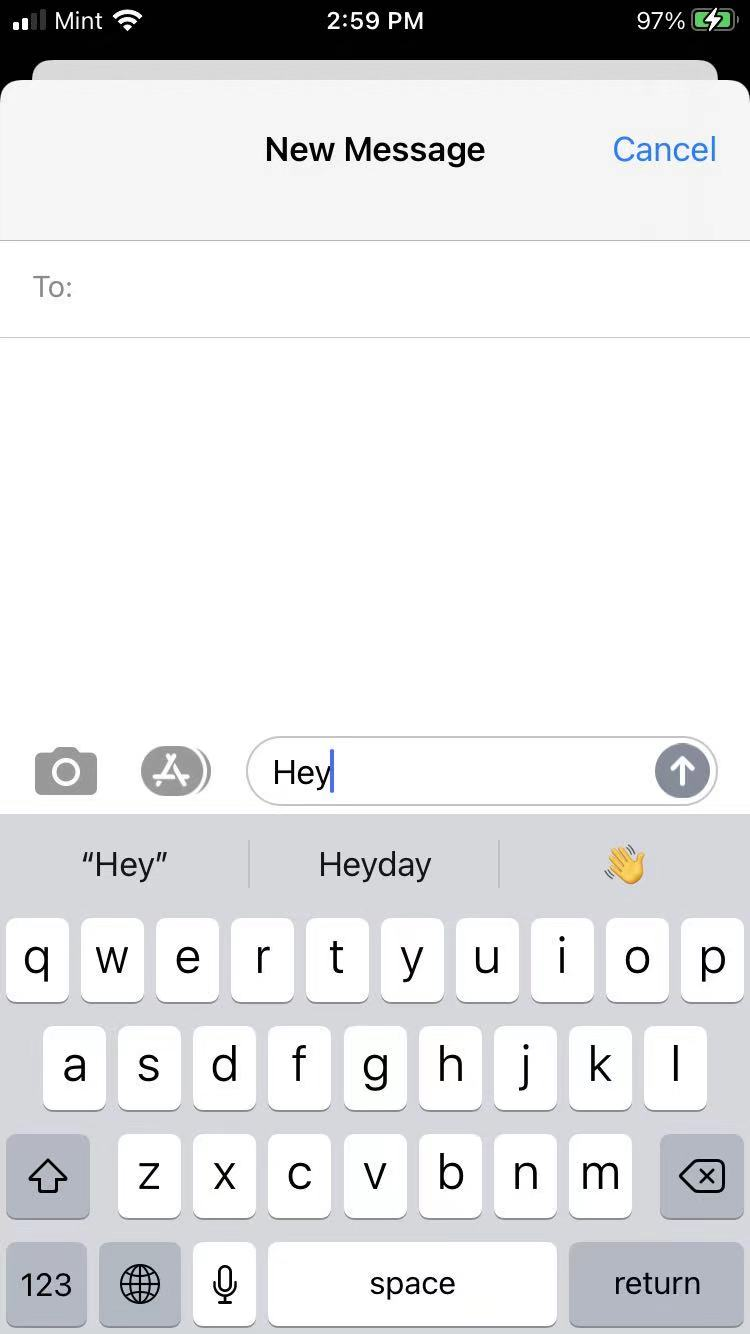 Mint 2:59 PM 97%
New Message Cancel
To:
Hey
“Hey” Heyday 👋
q w e r t y u i o p
a s d f g h j k l
z x c v b n m
123 space return